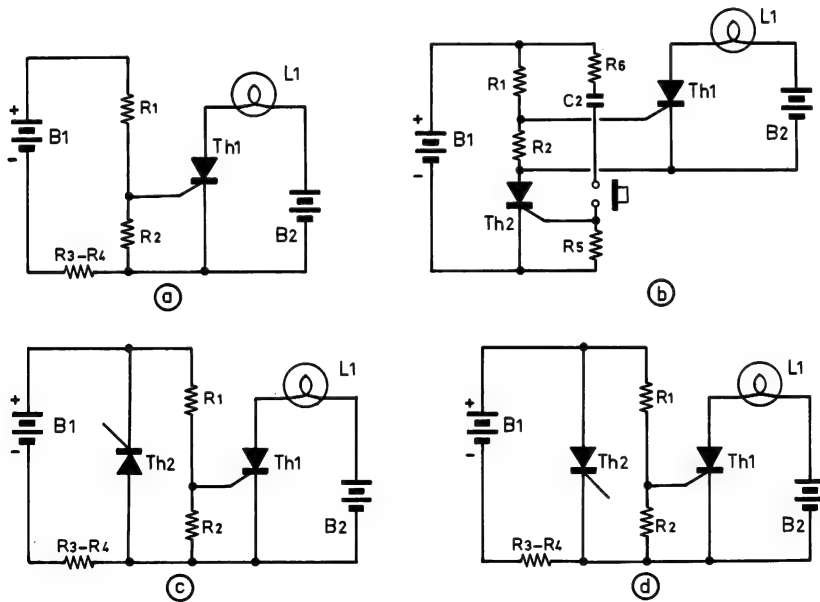 L1
+
R1
B1
Th1
-
R2
B2
R3-R4
a
L1
R6
R1
Th1
C2
+
B1
R2
B2
-
Th2
R5
b
L1
+
R1
B1
-
Th2
Th1
R2
B2
R3-R4
c
L1
+
R1
B1
-
Th2
Th1
R2
B2
R3-R4
d